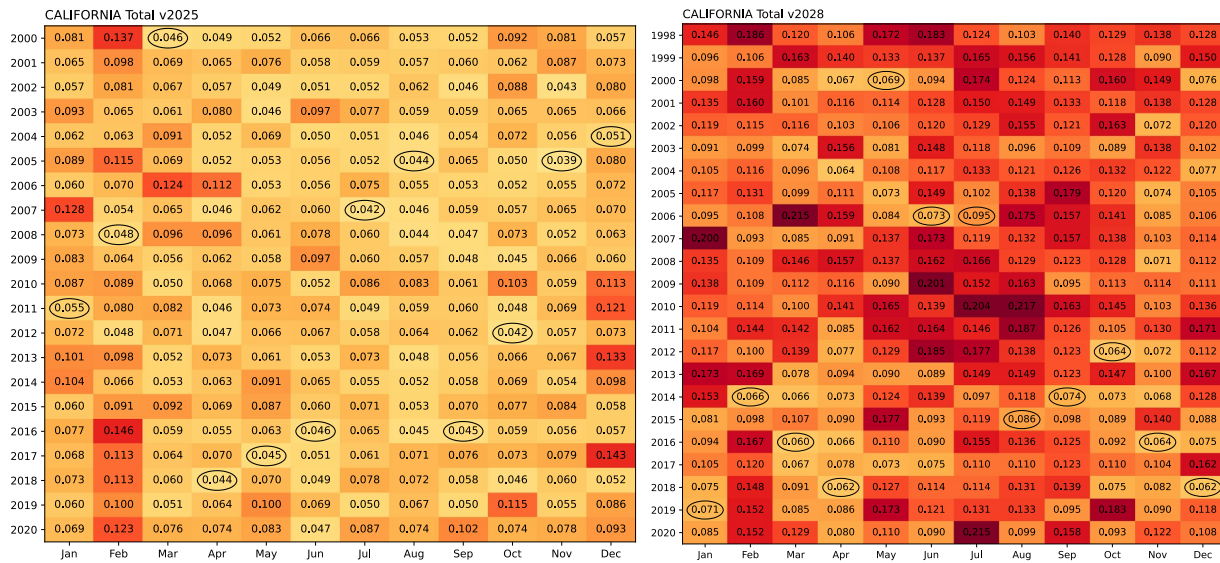 CALIFORNIA Total v2025
2000 0.081 0.137 0.046 0.049 0.052 0.066 0.066 0.053 0.052 0.092 0.081 0.057
2001 0.065 0.098 0.069 0.065 0.076 0.058 0.059 0.057 0.060 0.062 0.087 0.073
2002 0.057 0.081 0.067 0.057 0.049 0.051 0.052 0.062 0.046 0.088 0.043 0.080
2003 0.093 0.065 0.061 0.080 0.046 0.097 0.077 0.059 0.059 0.065 0.065 0.066
2004 0.062 0.063 0.091 0.052 0.069 0.050 0.051 0.046 0.054 0.072 0.056 0.051
2005 0.089 0.115 0.069 0.052 0.053 0.056 0.052 0.044 0.065 0.050 0.039 0.080
2006 0.060 0.070 0.124 0.112 0.053 0.056 0.075 0.055 0.053 0.052 0.055 0.072
2007 0.128 0.054 0.065 0.046 0.062 0.060 0.042 0.046 0.059 0.057 0.065 0.070
2008 0.073 0.048 0.096 0.096 0.061 0.078 0.060 0.044 0.047 0.073 0.052 0.063
2009 0.083 0.064 0.056 0.062 0.058 0.097 0.060 0.057 0.048 0.045 0.066 0.060
2010 0.087 0.089 0.050 0.068 0.075 0.052 0.086 0.083 0.061 0.103 0.059 0.113
2011 0.055 0.080 0.082 0.046 0.073 0.074 0.049 0.059 0.060 0.048 0.069 0.121
2012 0.072 0.048 0.071 0.047 0.066 0.067 0.058 0.064 0.062 0.042 0.057 0.073
2013 0.101 0.098 0.052 0.073 0.061 0.053 0.073 0.048 0.056 0.066 0.067 0.133
2014 0.104 0.066 0.053 0.063 0.091 0.065 0.055 0.052 0.058 0.069 0.054 0.098
2015 0.060 0.091 0.092 0.069 0.087 0.060 0.071 0.053 0.070 0.077 0.084 0.058
2016 0.077 0.146 0.059 0.055 0.063 0.046 0.065 0.045 0.045 0.059 0.056 0.057
2017 0.068 0.113 0.064 0.070 0.045 0.051 0.061 0.071 0.076 0.073 0.079 0.143
2018 0.073 0.113 0.060 0.044 0.070 0.049 0.078 0.072 0.058 0.046 0.060 0.052
2019 0.060 0.100 0.051 0.064 0.100 0.069 0.050 0.067 0.050 0.115 0.055 0.086
2020 0.069 0.123 0.076 0.074 0.083 0.047 0.087 0.074 0.102 0.074 0.078 0.093
Jan Feb Mar Apr May Jun Jul Aug Sep Oct Nov Dec
CALIFORNIA Total v2028
1998 0.146 0.186 0.120 0.106 0.172 0.183 0.124 0.103 0.140 0.129 0.138 0.128
1999 0.096 0.106 0.163 0.140 0.133 0.137 0.165 0.156 0.141 0.128 0.090 0.150
2000 0.098 0.159 0.085 0.067 0.069 0.094 0.174 0.124 0.113 0.160 0.149 0.076
2001 0.135 0.160 0.101 0.116 0.114 0.128 0.150 0.149 0.133 0.118 0.138 0.128
2002 0.119 0.115 0.116 0.103 0.106 0.120 0.129 0.155 0.121 0.163 0.072 0.120
2003 0.091 0.099 0.074 0.156 0.081 0.148 0.118 0.096 0.109 0.089 0.138 0.102
2004 0.105 0.116 0.096 0.064 0.108 0.117 0.133 0.121 0.126 0.132 0.122 0.077
2005 0.117 0.131 0.099 0.111 0.073 0.149 0.102 0.138 0.179 0.120 0.074 0.105
2006 0.095 0.108 0.215 0.159 0.084 0.073 0.095 0.175 0.157 0.141 0.085 0.106
2007 0.200 0.093 0.085 0.091 0.137 0.173 0.119 0.132 0.157 0.138 0.103 0.114
2008 0.135 0.109 0.146 0.157 0.137 0.162 0.166 0.129 0.123 0.128 0.071 0.112
2009 0.138 0.109 0.112 0.116 0.090 0.201 0.152 0.163 0.095 0.113 0.114 0.111
2010 0.119 0.114 0.100 0.141 0.165 0.139 0.204 0.217 0.163 0.145 0.103 0.136
2011 0.104 0.144 0.142 0.085 0.162 0.164 0.146 0.187 0.126 0.105 0.130 0.171
2012 0.117 0.100 0.139 0.077 0.129 0.185 0.177 0.138 0.123 0.064 0.072 0.112
2013 0.173 0.169 0.078 0.094 0.090 0.089 0.149 0.149 0.123 0.147 0.100 0.167
2014 0.153 0.066 0.066 0.073 0.124 0.139 0.097 0.118 0.074 0.073 0.068 0.128
2015 0.081 0.098 0.107 0.090 0.177 0.093 0.119 0.086 0.098 0.089 0.140 0.088
2016 0.094 0.167 0.060 0.066 0.110 0.090 0.155 0.136 0.125 0.092 0.064 0.075
2017 0.105 0.120 0.067 0.078 0.073 0.075 0.110 0.110 0.123 0.110 0.104 0.162
2018 0.075 0.148 0.091 0.062 0.127 0.114 0.114 0.131 0.139 0.075 0.082 0.062
2019 0.071 0.152 0.085 0.086 0.173 0.121 0.131 0.133 0.095 0.183 0.090 0.118
2020 0.085 0.152 0.129 0.092 0.128 0.110 0.215 0.099 0.158 0.093 0.122 0.108
Jan Feb Mar Apr May Jun Jul Aug Sep Oct Nov Dec